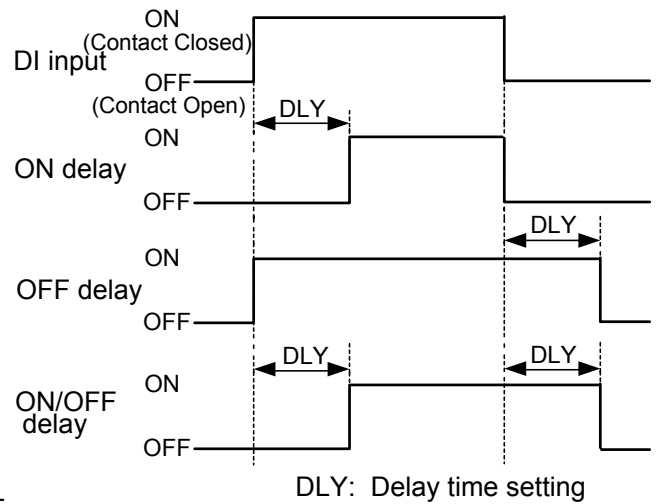 ON
(Contact Closed)
DI input
OFF
(Contact Open)
DLY
ON
ON delay
OFF
DLY
ON
OFF delay
OFF
DLY
DLY
ON
ON/OFF
delay
OFF
DLY: Delay time setting